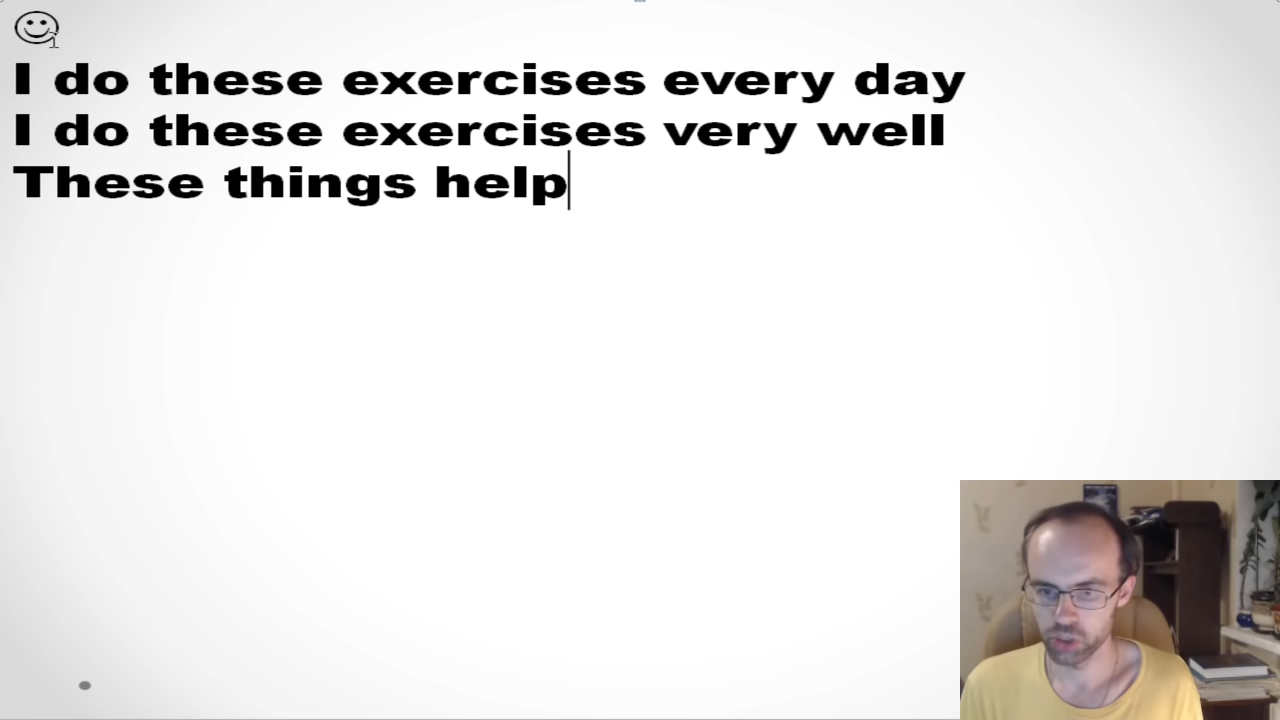 I do these exercises every day
I do these exercises very well
These things help